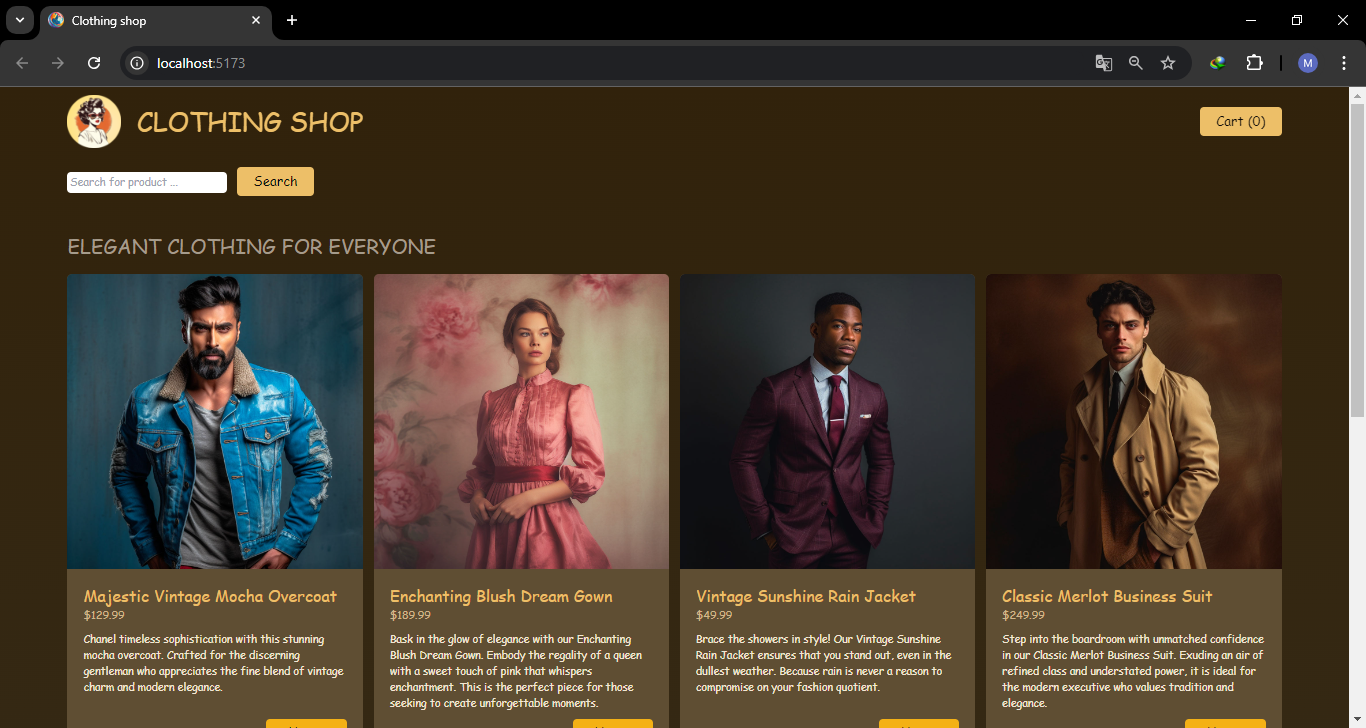 Clothing shop
localhost:5173
M
CLOTHING SHOP
Cart (0)
Search for product ...
Search
ELEGANT CLOTHING FOR EVERYONE
Majestic Vintage Mocha Overcoat
$129.99
Chanel timeless sophistication with this stunning
mocha overcoat. Crafted for the discerning
gentleman who appreciates the fine blend of vintage
charm and modern elegance.
Enchanting Blush Dream Gown
$189.99
Bask in the glow of elegance with our Enchanting
Blush Dream Gown. Embody the regality of a queen
with a sweet touch of pink that whispers
enchantment. This is the perfect piece for those
seeking to create unforgettable moments.
Vintage Sunshine Rain Jacket
$49.99
Brace the showers in style! Our Vintage Sunshine
Rain Jacket ensures that you stand out, even in the
dullest weather. Because rain is never a reason to
compromise on your fashion quotient.
Classic Merlot Business Suit
$249.99
Step into the boardroom with unmatched confidence
in our Classic Merlot Business Suit. Exuding an air of
refined class and understated power, it is ideal for
the modern executive who values tradition and
elegance.